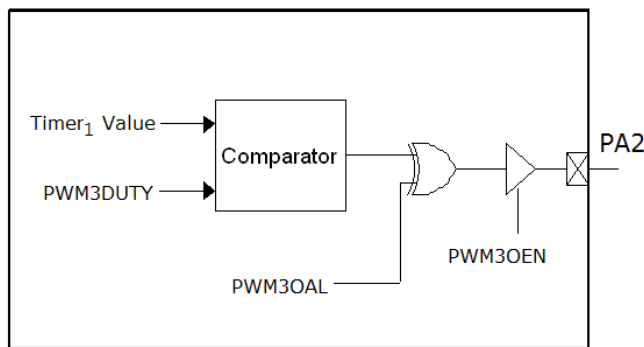 PA2
Timer₁ Value
Comparator
PWM3DUTY
PWM3OEN
PWM3OAL